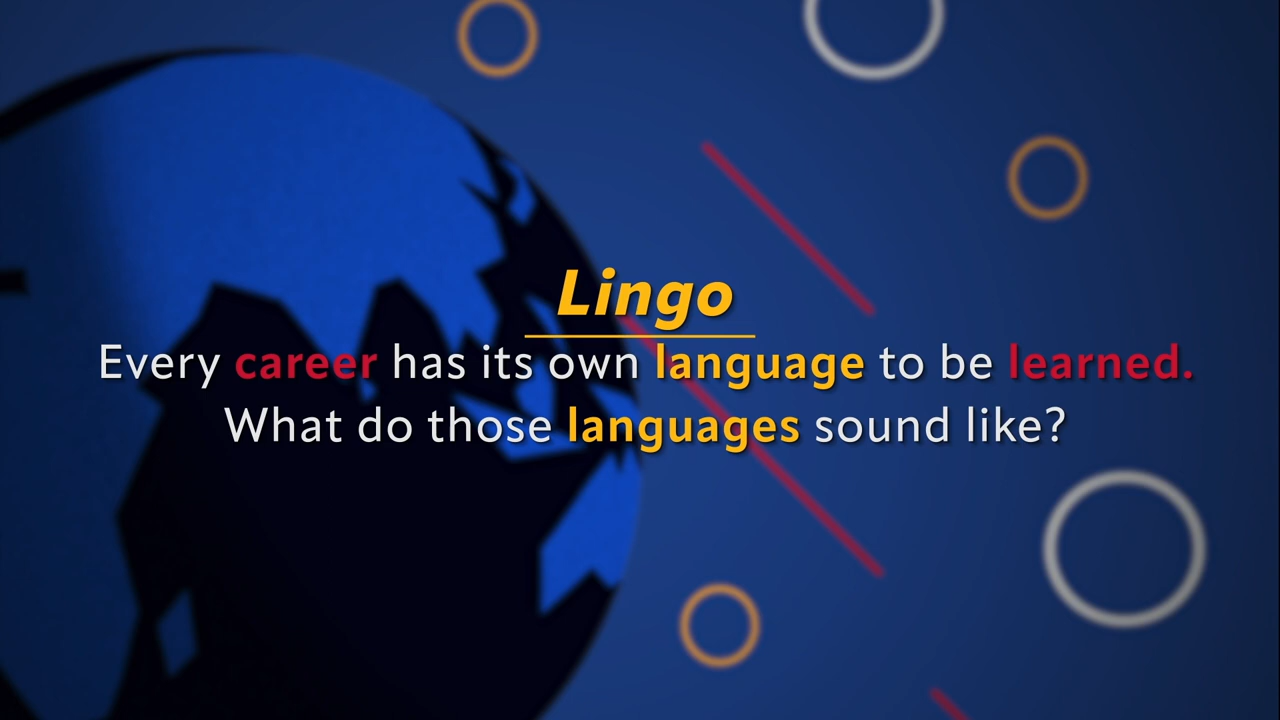 Lingo
Every career has its own language to be learned.
What do those languages sound like?